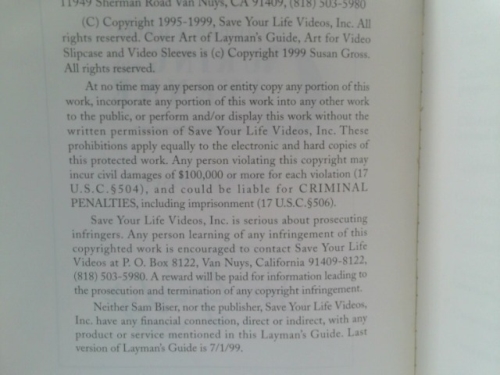 11949 Sherman Road Van Nuys, CA 91409, (818) 503-5980
(C) Copyright 1995-1999, Save Your Life Videos, Inc. All
rights reserved. Cover Art of Layman's Guide, Art for Video
Slipcase and Video Sleeves is (c) Copyright 1999 Susan Gross.
All rights reserved.
At no time may any person or entity copy any portion of this
work, incorporate any portion of this work into any other work
to the public, or perform and/or display this work without the
written permission of Save Your Life Videos, Inc. These
prohibitions apply equally to the electronic and hard copies of
this protected work. Any person violating this copyright may
incur civil damages of $100,000 or more for each violation (17
U.S.C.§504), and could be liable for CRIMINAL
PENALTIES, including imprisonment (17 U.S.C.§506).
Save Your Life Videos, Inc. is serious about prosecuting
infringers. Any person learning of any infringement of this
copyrighted work is encouraged to contact Save Your Life
Videos at P. O. Box 8122, Van Nuys, California 91409-8122,
(818) 503-5980. A reward will be paid for information leading to
the prosecution and termination of any copyright infringement.
Neither Sam Biser, nor the publisher, Save Your Life Videos,
Inc. have any financial connection, direct or indirect, with any
product or service mentioned in this Layman's Guide. Last
version of Layman's Guide is 7/1/99.